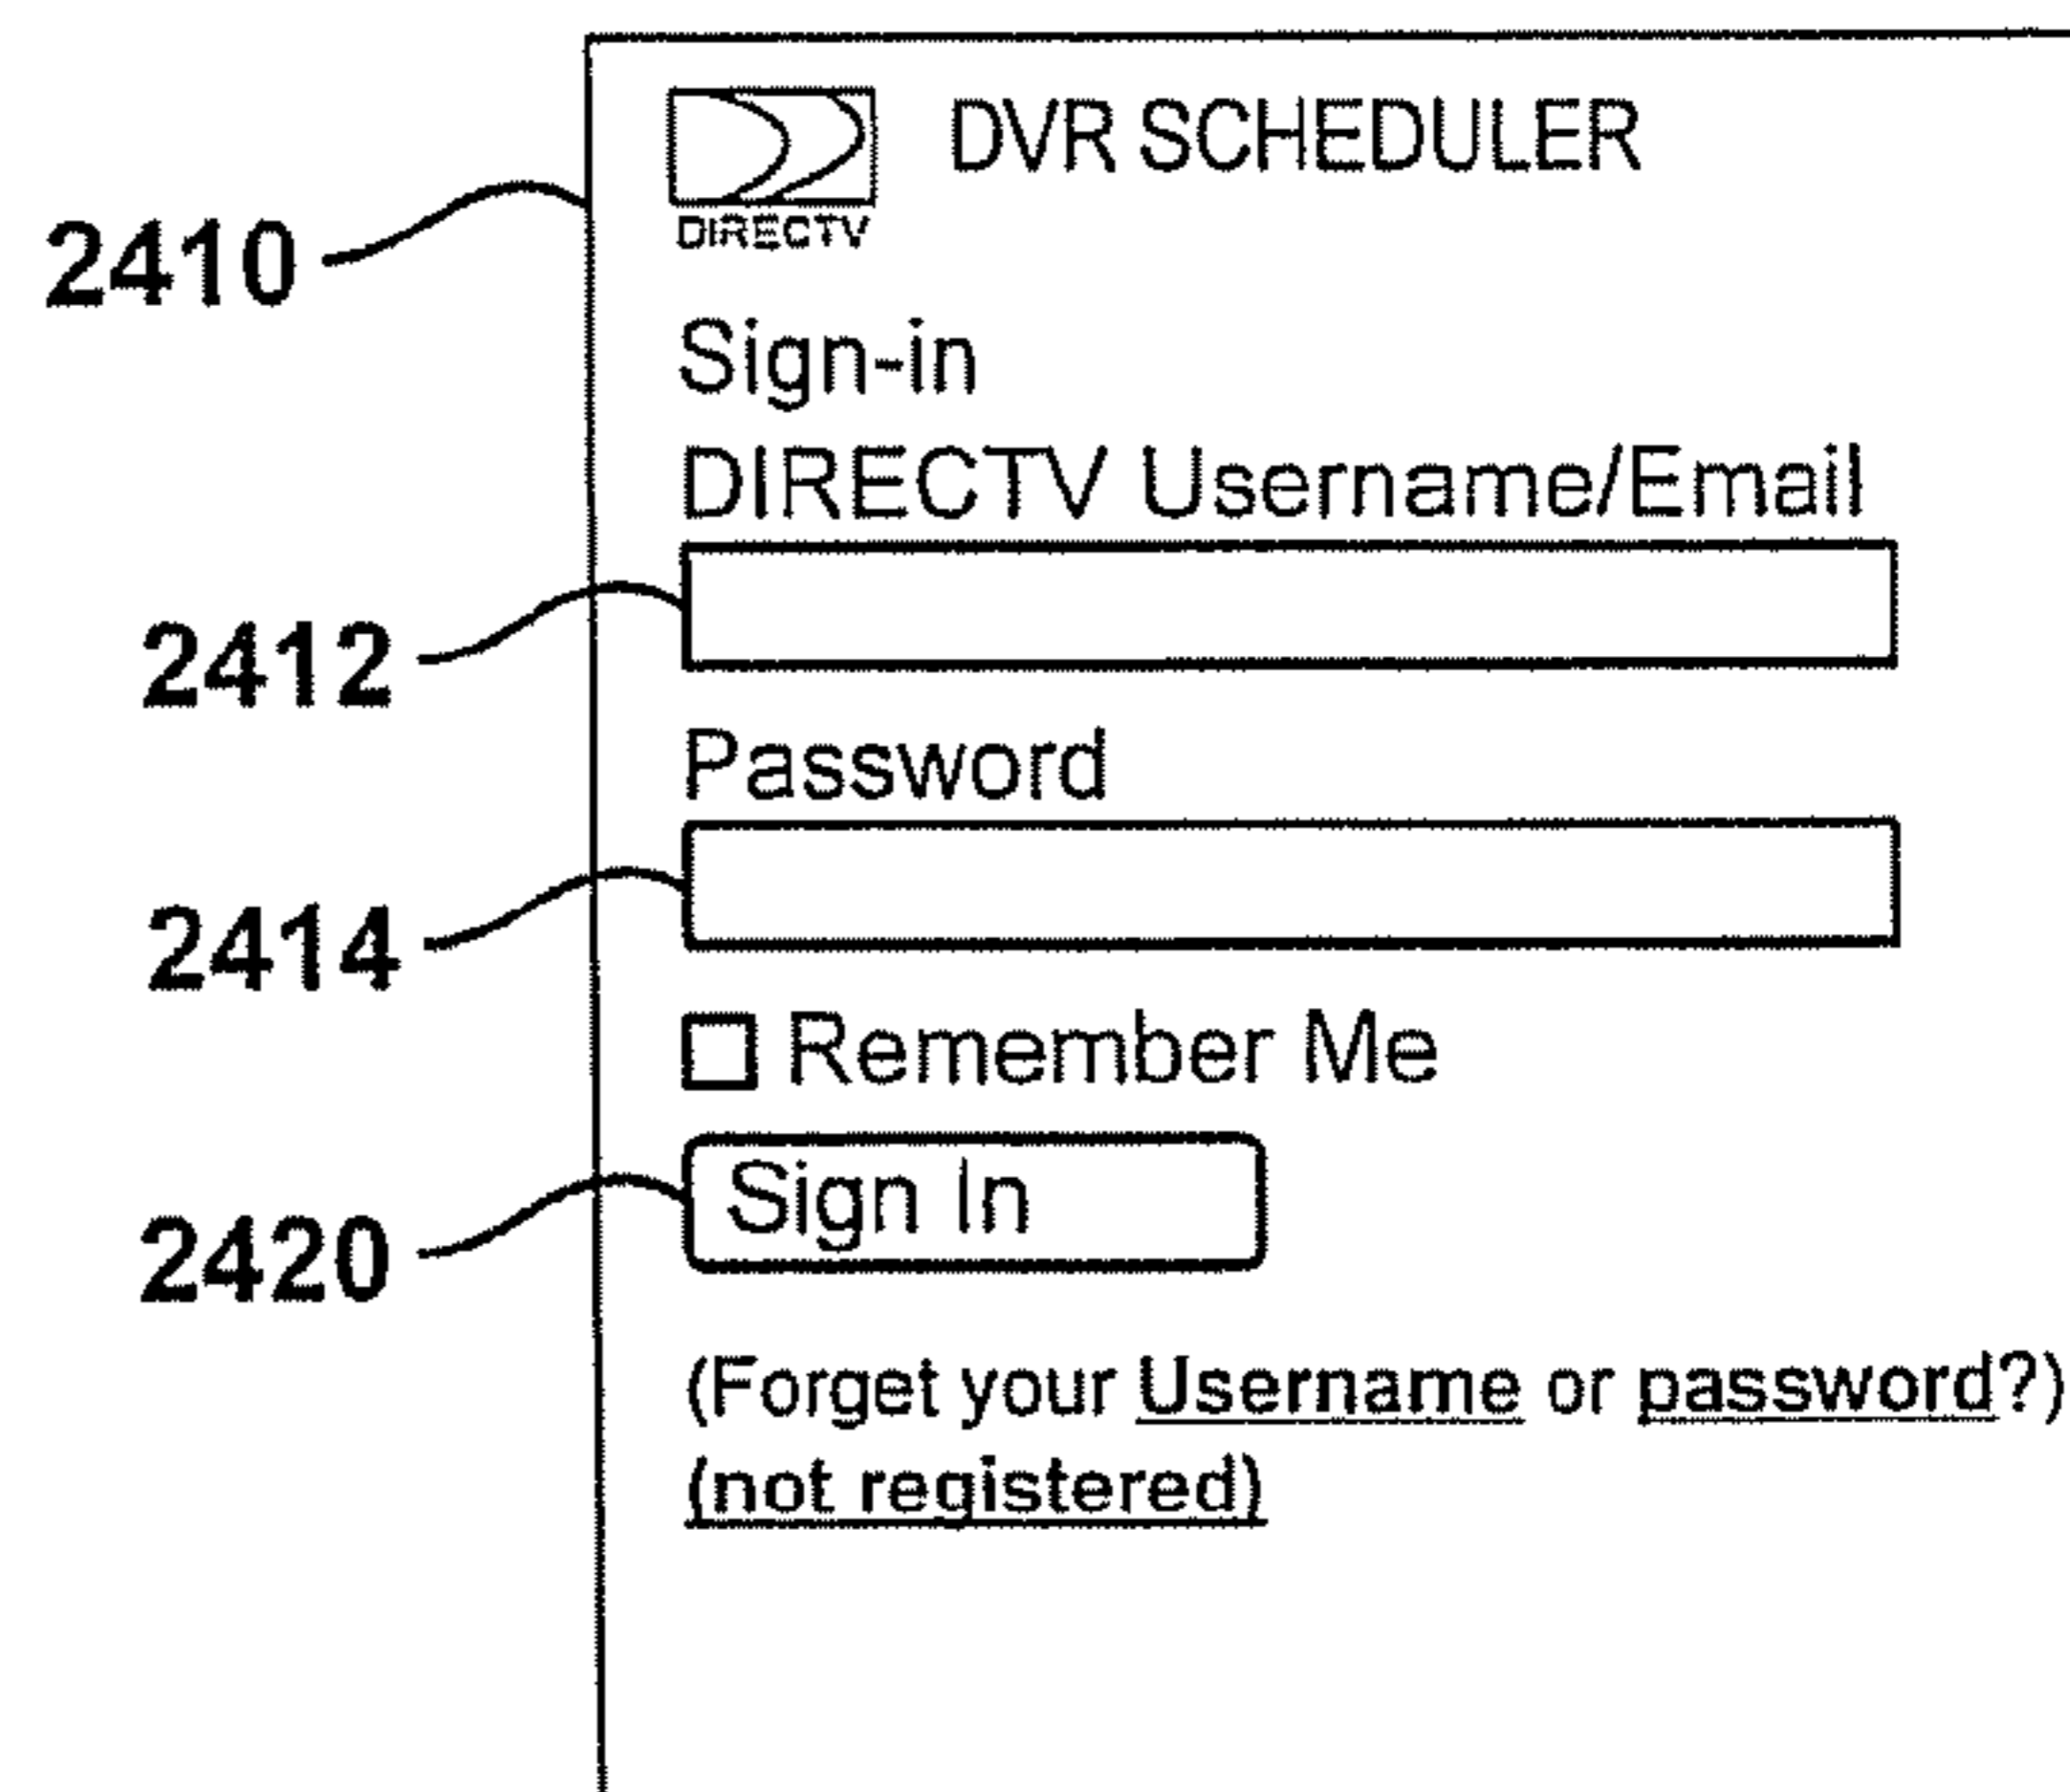 DVR SCHEDULER
DIRECTV
2410
Sign-in
DIRECTV Username/Email
2412
Password
2414
Remember Me
2420
Sign In
(Forget your Username or password?)
(not registered)